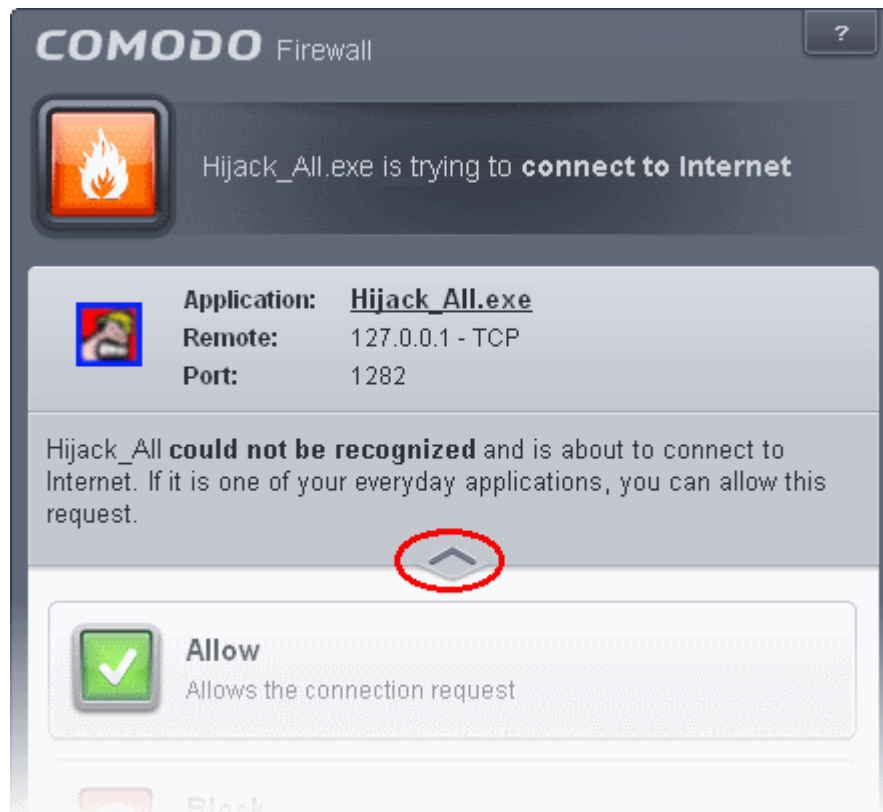 COMODO Firewall
?
Hijack_All.exe is trying to connect to Internet
Application: Hijack_All.exe
Remote: 127.0.0.1 - TCP
Port: 1282
Hijack_All could not be recognized and is about to connect to
Internet. If it is one of your everyday applications, you can allow this
request.
Allow
Allows the connection request
Block